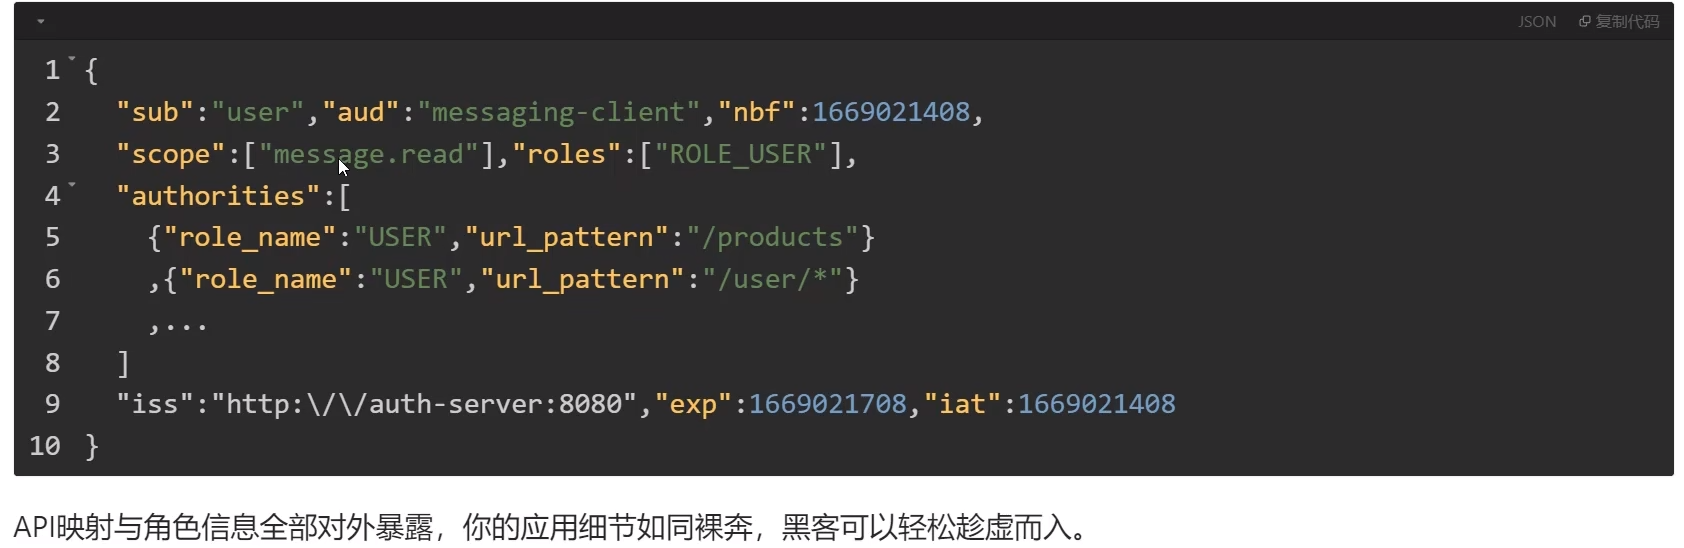 JSON 复制代码
1 {
2 "sub":"user","aud":"messaging-client","nbf":1669021408,
3 "scope":["message.read"],"roles":["ROLE_USER"],
4 "authorities":[
5 {"role_name":"USER","url_pattern":"/products"}
6 ,{"role_name":"USER","url_pattern":"/user/*"}
7 ,...
8 ]
9 "iss":"http:\/\/auth-server:8080","exp":1669021708,"iat":1669021408
10 }
API映射与角色信息全部对外暴露，你的应用细节如同裸奔，黑客可以轻松趁虚而入。